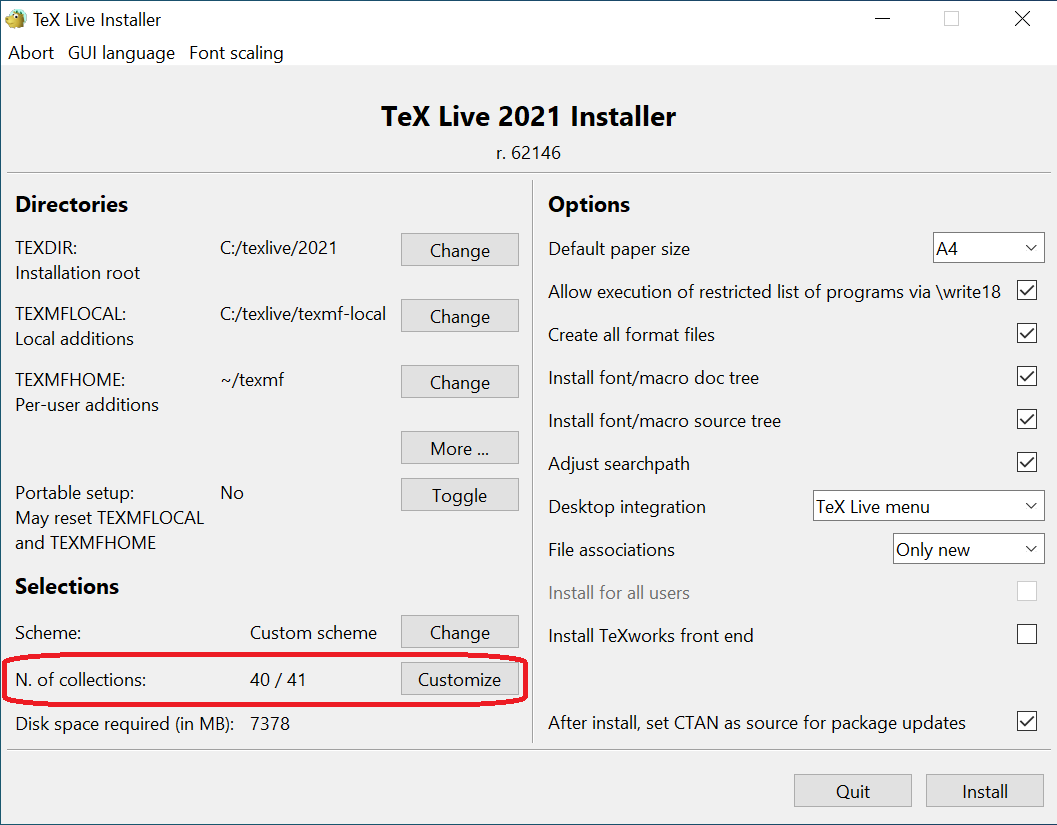 TeX Live Installer
Abort GUI language Font scaling
TeX Live 2021 Installer
r. 62146
Directories
TEXDIR: C:/texlive/2021 Change
Installation root
TEXMFLOCAL: C:/texlive/texmf-local Change
Local additions
TEXMFHOME: ~/texmf Change
Per-user additions
More ...
Portable setup: No Toggle
May reset TEXMFLOCAL
and TEXMFHOME
Selections
Scheme: Custom scheme Change
N. of collections: 40 / 41 Customize
Disk space required (in MB): 7378
Options
Default paper size A4
Allow execution of restricted list of programs via \write18
Create all format files
Install font/macro doc tree
Install font/macro source tree
Adjust searchpath
Desktop integration TeX Live menu
File associations Only new
Install for all users
Install TeXworks front end
After install, set CTAN as source for package updates
Quit Install